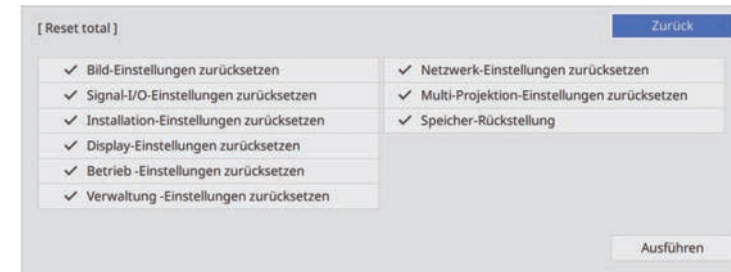 [ Reset total ]
Zurück
✓ Bild-Einstellungen zurücksetzen
✓ Signal-I/O-Einstellungen zurücksetzen
✓ Installation-Einstellungen zurücksetzen
✓ Display-Einstellungen zurücksetzen
✓ Betrieb -Einstellungen zurücksetzen
✓ Verwaltung -Einstellungen zurücksetzen
✓ Netzwerk-Einstellungen zurücksetzen
✓ Multi-Projektion-Einstellungen zurücksetzen
✓ Speicher-Rückstellung
Ausführen